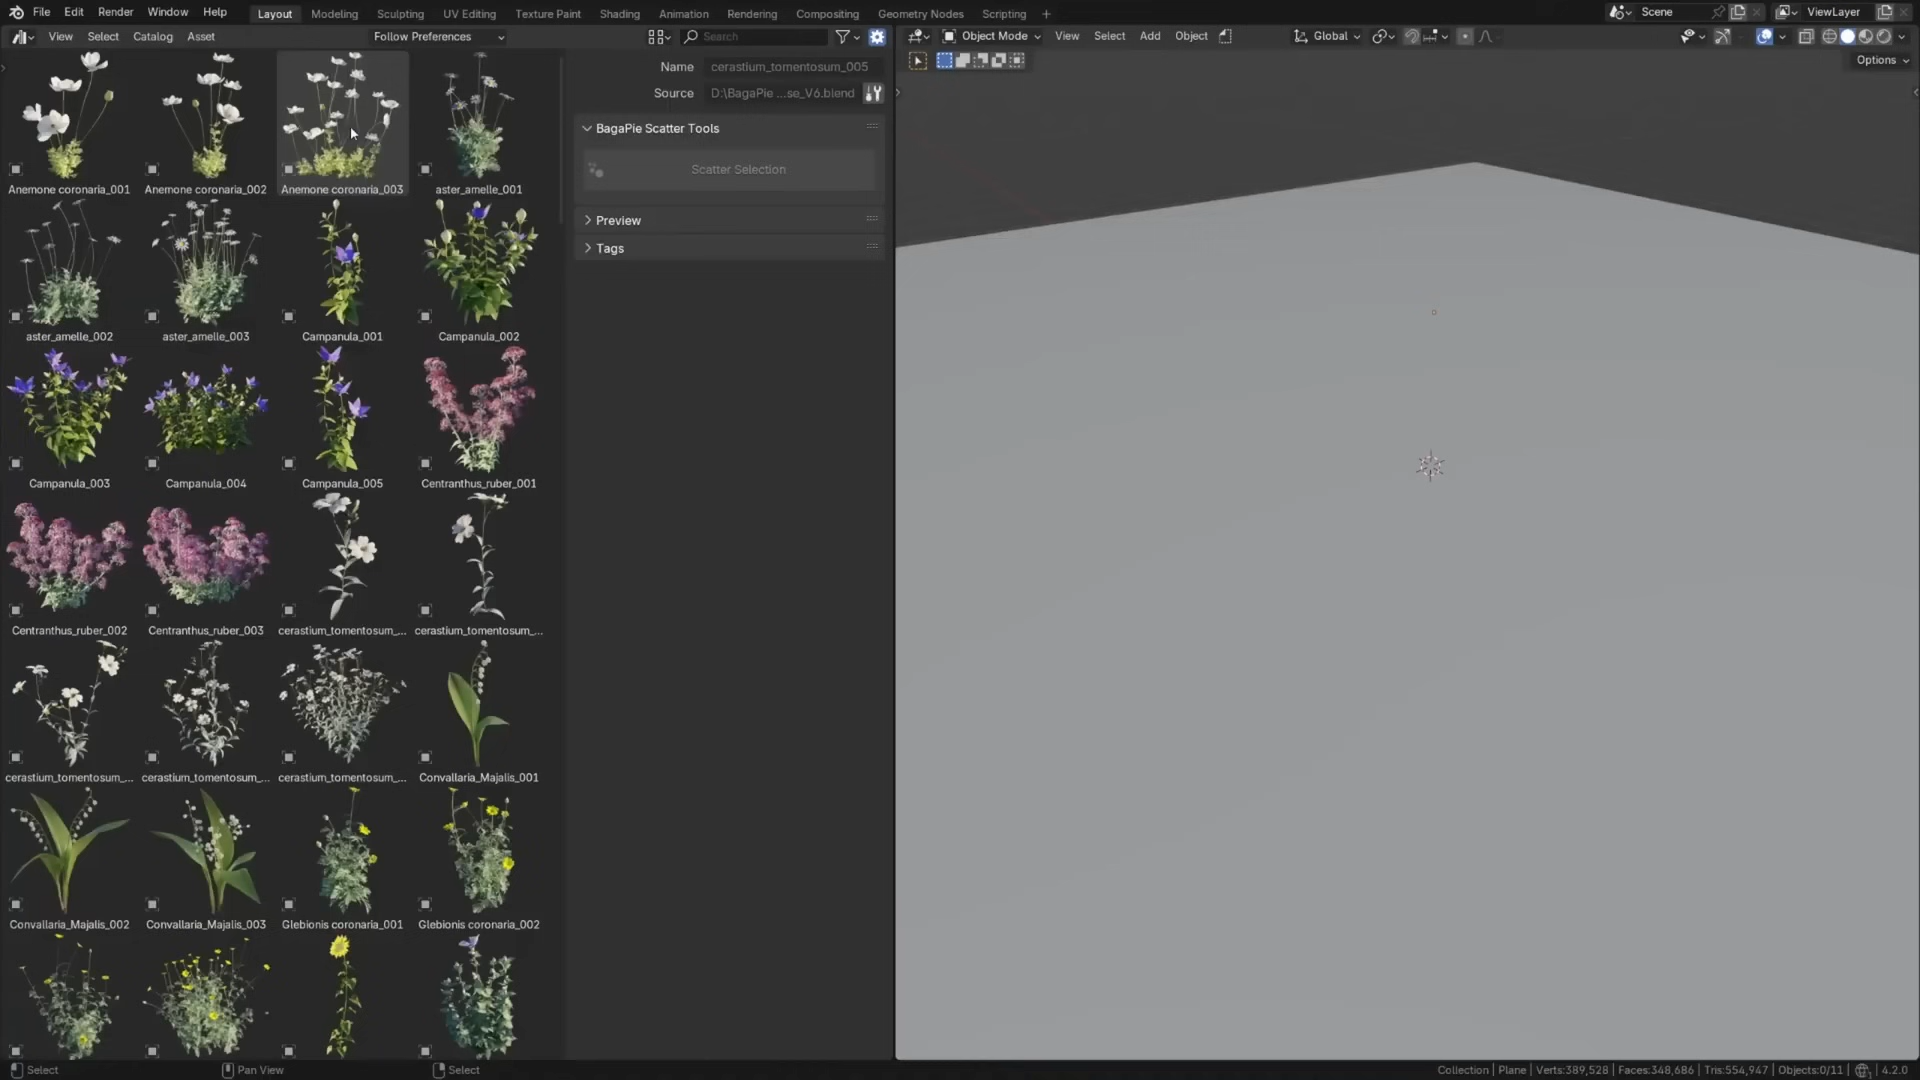 File Edit Render Window Help Layout Modeling Sculpting UV Editing Texture Paint Shading Animation Rendering Compositing Geometry Nodes Scripting + Scene ViewLayer
View Select Catalog Asset Follow Preferences Search Object Mode View Select Add Object Global
Options
Name cerastium_tomentosum_005
Source D:\BagaPie ...se_V6.blend
BagaPie Scatter Tools
Scatter Selection
Preview
Tags
Anemone coronaria_001 Anemone coronaria_002 Anemone coronaria_003 aster_amelle_001
aster_amelle_002 aster_amelle_003 Campanula_001 Campanula_002
Campanula_003 Campanula_004 Campanula_005 Centranthus_ruber_001
Centranthus_ruber_002 Centranthus_ruber_003 cerastium_tomentosum_... cerastium_tomentosum_...
cerastium_tomentosum_... cerastium_tomentosum_... cerastium_tomentosum_... Convallaria_Majalis_001
Convallaria_Majalis_002 Convallaria_Majalis_003 Glebionis coronaria_001 Glebionis coronaria_002
Select Pan View Select Collection | Plane | Verts:389,528 | Faces:348,686 | Tris:554,947 | Objects:0/11 | 4.2.0